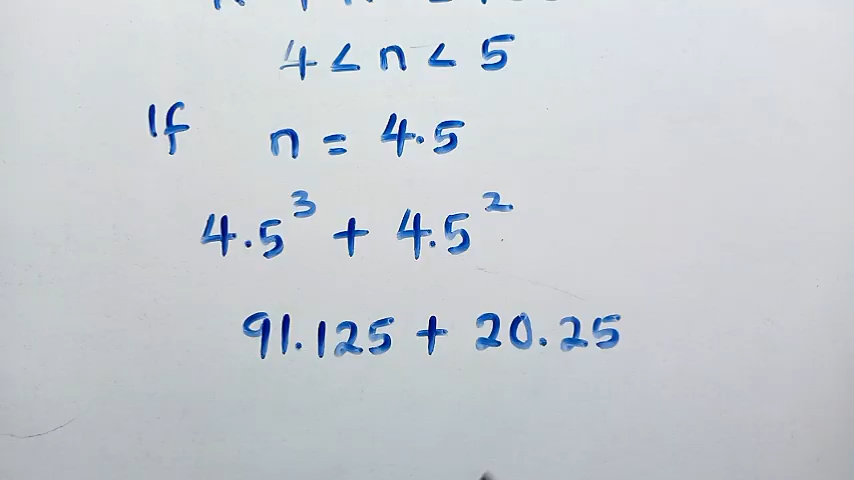 4 < n < 5
If n = 4.5
4.5³ + 4.5²
91.125 + 20.25